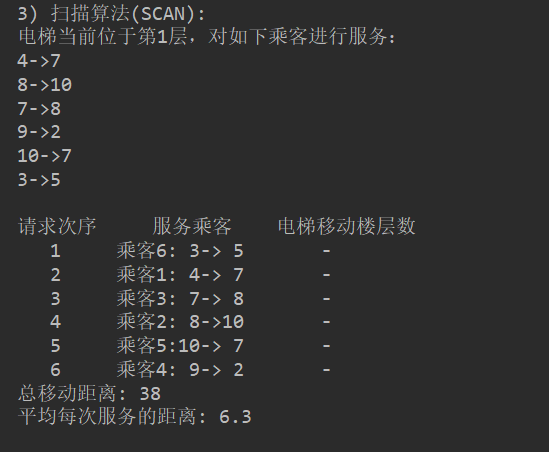 3) 扫描算法(SCAN):
电梯当前位于第1层，对如下乘客进行服务:
4->7
8->10
7->8
9->2
10->7
3->5
请求次序 服务乘客 电梯移动楼层数
1 乘客6: 3-> 5 -
2 乘客1: 4-> 7 -
3 乘客3: 7-> 8 -
4 乘客2: 8->10 -
5 乘客5:10-> 7 -
6 乘客4: 9-> 2 -
总移动距离: 38
平均每次服务的距离: 6.3